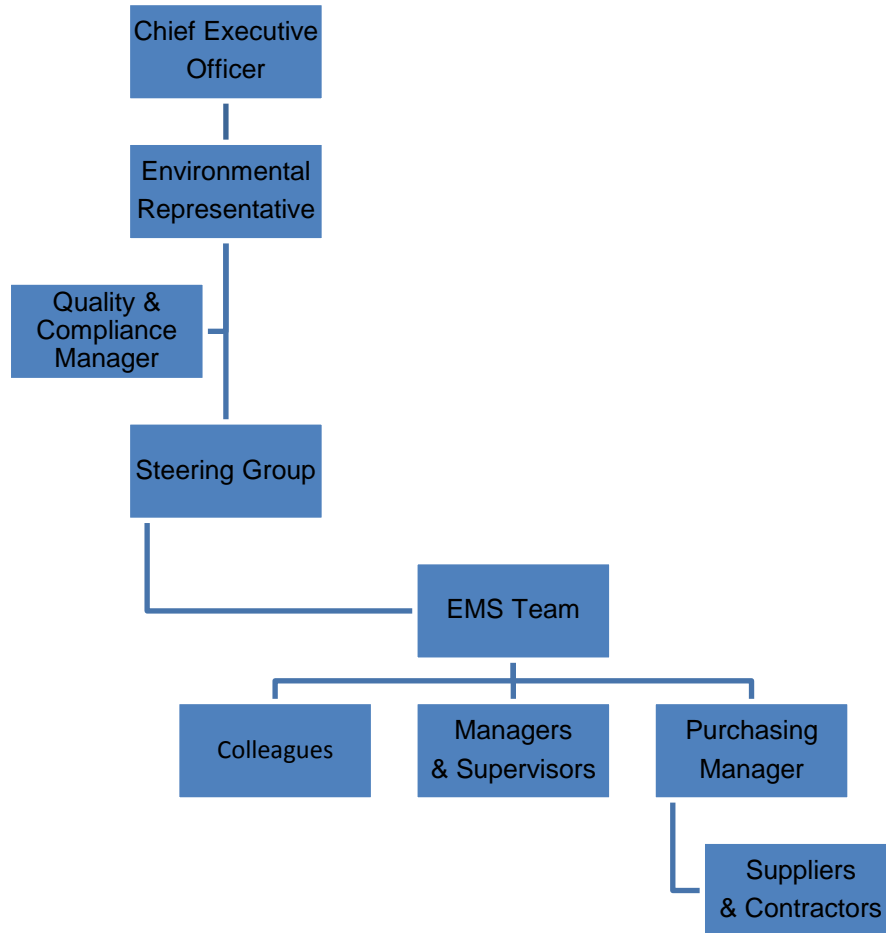 Chief Executive
Officer
Environmental
Representative
Quality &
Compliance
Manager
Steering Group
EMS Team
Colleagues
Managers
& Supervisors
Purchasing
Manager
Suppliers
& Contractors